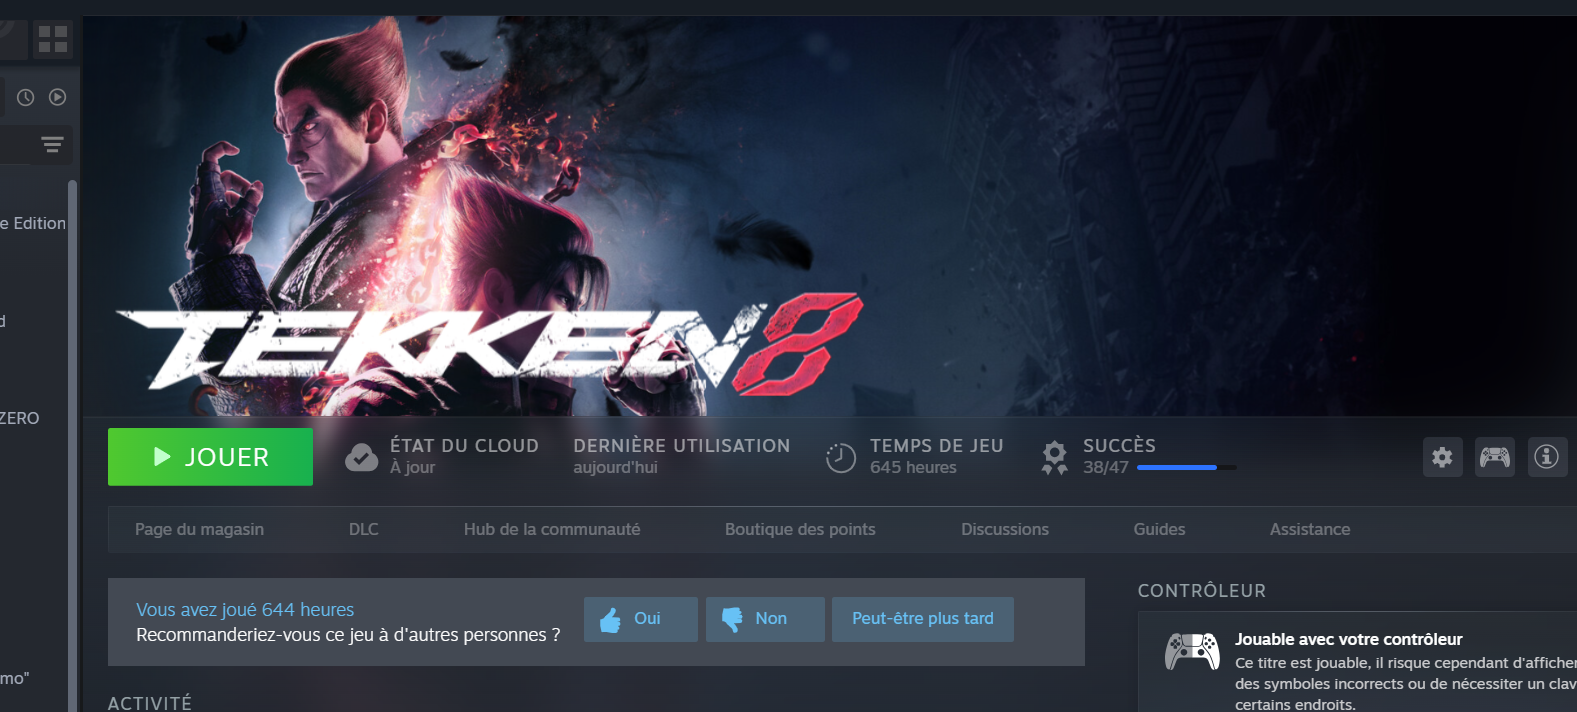 e Edition
d
ZERO
mo"
TEKKEN 8
TM
JOUER
ÉTAT DU CLOUD
À jour
DERNIÈRE UTILISATION
aujourd'hui
TEMPS DE JEU
645 heures
SUCCÈS
38/47
Page du magasin
DLC
Hub de la communauté
Boutique des points
Discussions
Guides
Assistance
Vous avez joué 644 heures
Recommanderiez-vous ce jeu à d'autres personnes ?
Oui
Non
Peut-être plus tard
ACTIVITÉ
CONTRÔLEUR
Jouable avec votre contrôleur
Ce titre est jouable, il risque cependant d'afficher
des symboles incorrects ou de nécessiter un clav
certains endroits.